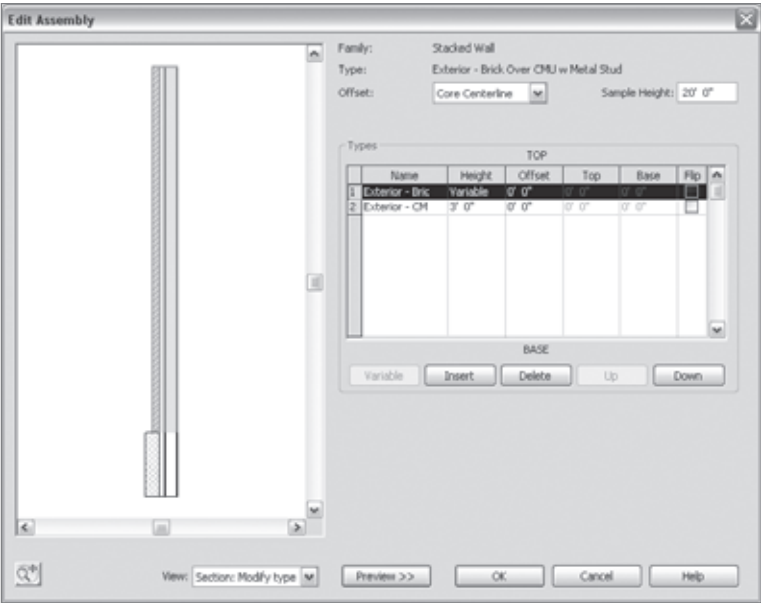 Edit Assembly
Family: Stacked Wall
Type: Exterior - Brick Over CMU w Metal Stud
Offset: Core Centerline Sample Height: 20' 0"
Types
TOP
Name Height Offset Top Base Flip
1 Exterior - Bric Variable 0' 0" 0' 0" 0' 0"
2 Exterior - CM 3' 0" 0' 0" 0' 0" 0' 0"
BASE
Variable Insert Delete Up Down
View: Section: Modify type Preview >> OK Cancel Help